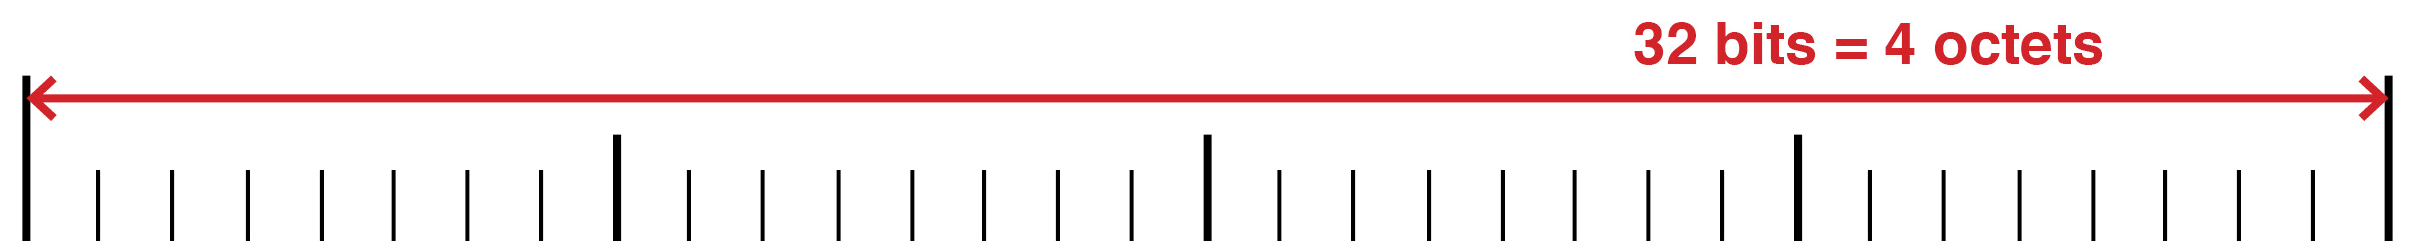 32 bits = 4 octets